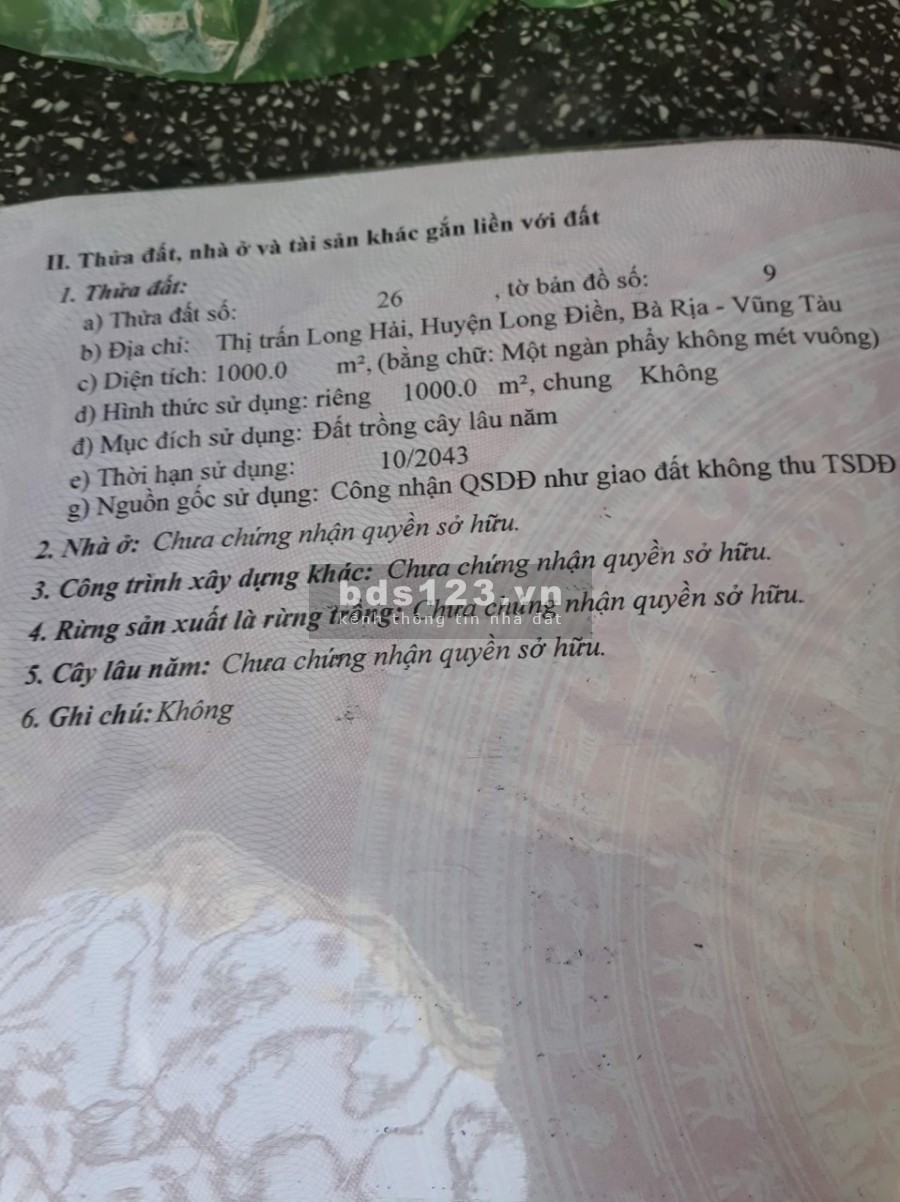 II. Thửa đất, nhà ở và tài sản khác gắn liền với đất
1. Thửa đất:
a) Thửa đất số: 26 , tờ bản đồ số: 9
b) Địa chỉ: Thị trấn Long Hải, Huyện Long Điền, Bà Rịa - Vũng Tàu
c) Diện tích: 1000.0 m², (bằng chữ: Một ngàn phẩy không mét vuông)
d) Hình thức sử dụng: riêng 1000.0 m², chung Không
đ) Mục đích sử dụng: Đất trồng cây lâu năm
e) Thời hạn sử dụng: 10/2043
g) Nguồn gốc sử dụng: Công nhận QSDĐ như giao đất không thu TSDĐ
2. Nhà ở: Chưa chứng nhận quyền sở hữu.
3. Công trình xây dựng khác: Chưa chứng nhận quyền sở hữu.
bds123.vn
4. Rừng sản xuất là rừng trồng: Chưa chứng nhận quyền sở hữu.
kênh thông tin nhà đất
5. Cây lâu năm: Chưa chứng nhận quyền sở hữu.
6. Ghi chú: Không